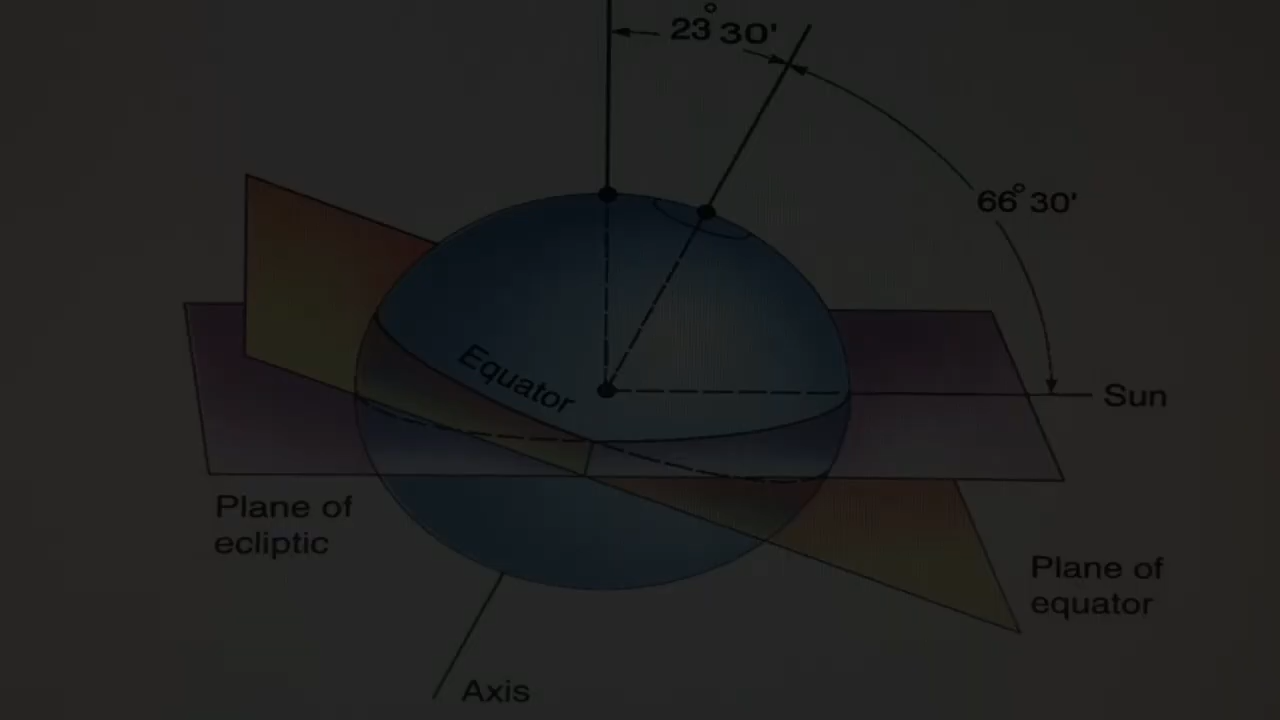 23° 30'
66° 30'
Equator
Sun
Plane of
ecliptic
Plane of
equator
Axis